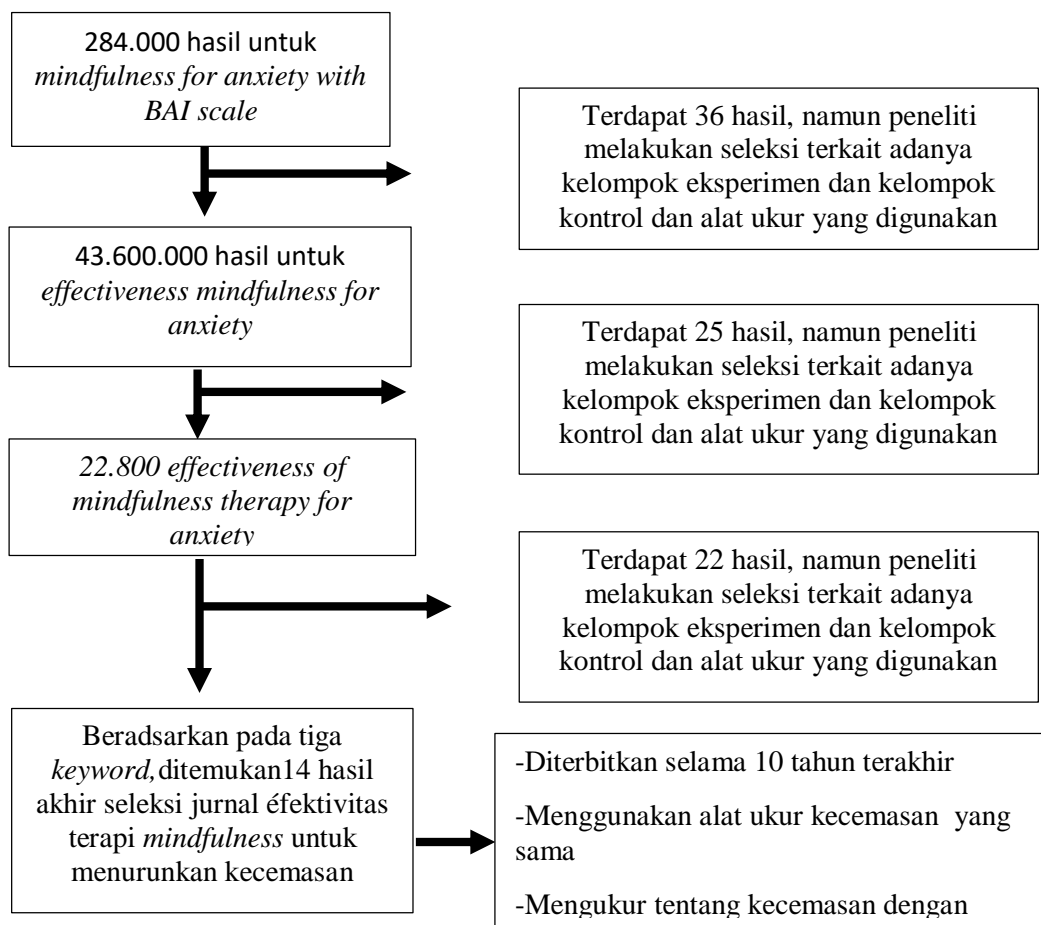 284.000 hasil untuk
mindfulness for anxiety with
BAI scale
Terdapat 36 hasil, namun peneliti
melakukan seleksi terkait adanya
kelompok eksperimen dan kelompok
kontrol dan alat ukur yang digunakan
43.600.000 hasil untuk
effectiveness mindfulness for
anxiety
Terdapat 25 hasil, namun peneliti
melakukan seleksi terkait adanya
kelompok eksperimen dan kelompok
kontrol dan alat ukur yang digunakan
22.800 effectiveness of
mindfulness therapy for
anxiety
Terdapat 22 hasil, namun peneliti
melakukan seleksi terkait adanya
kelompok eksperimen dan kelompok
kontrol dan alat ukur yang digunakan
Beradsarkan pada tiga
keyword,ditemukan14 hasil
akhir seleksi jurnal éfektivitas
terapi mindfulness untuk
menurunkan kecemasan
-Diterbitkan selama 10 tahun terakhir
-Menggunakan alat ukur kecemasan yang
sama
-Mengukur tentang kecemasan dengan